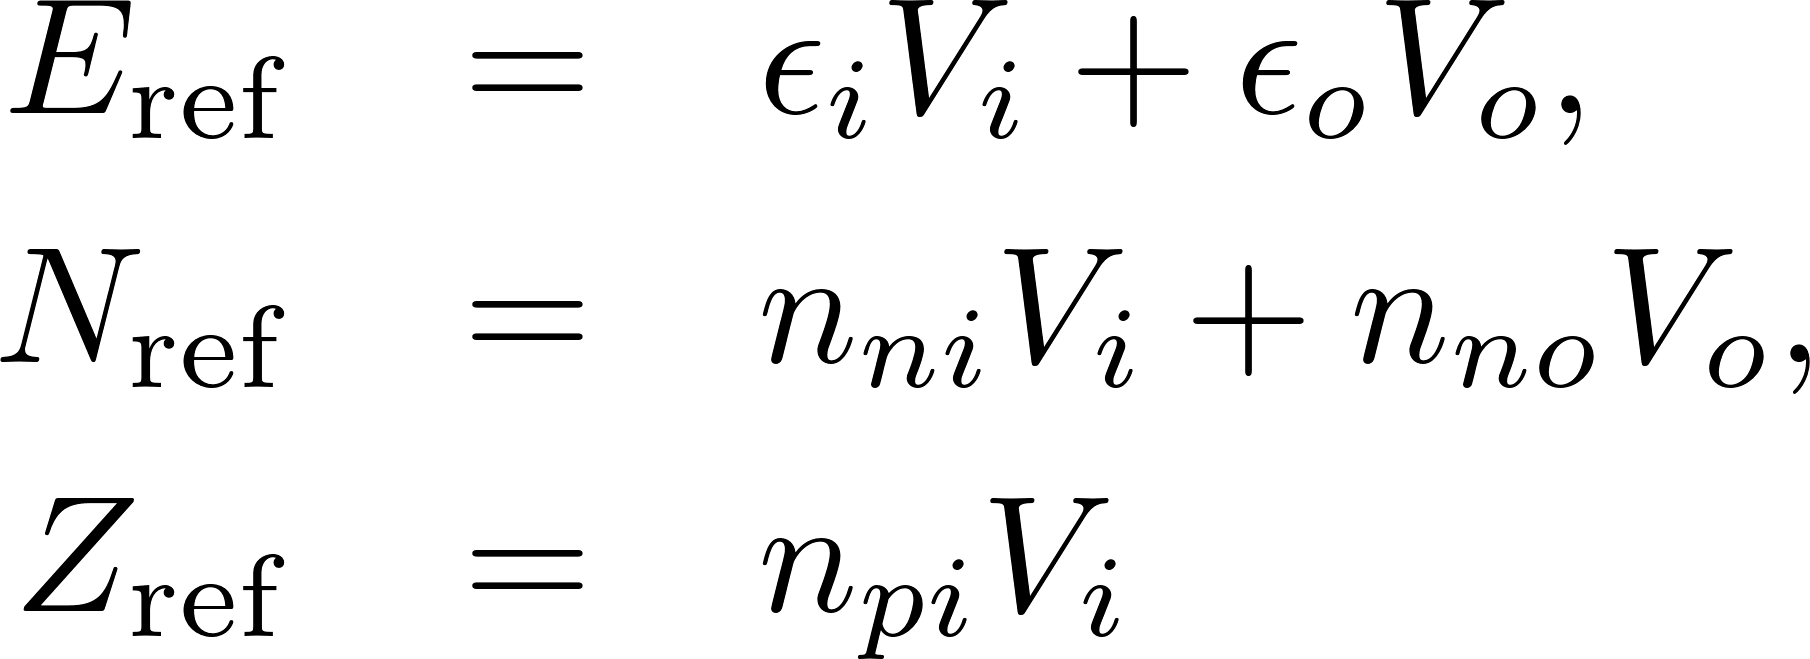 E_ref = ϵ_i V_i + ϵ_o V_o,
N_ref = n_ni V_i + n_no V_o,
Z_ref = n_pi V_i